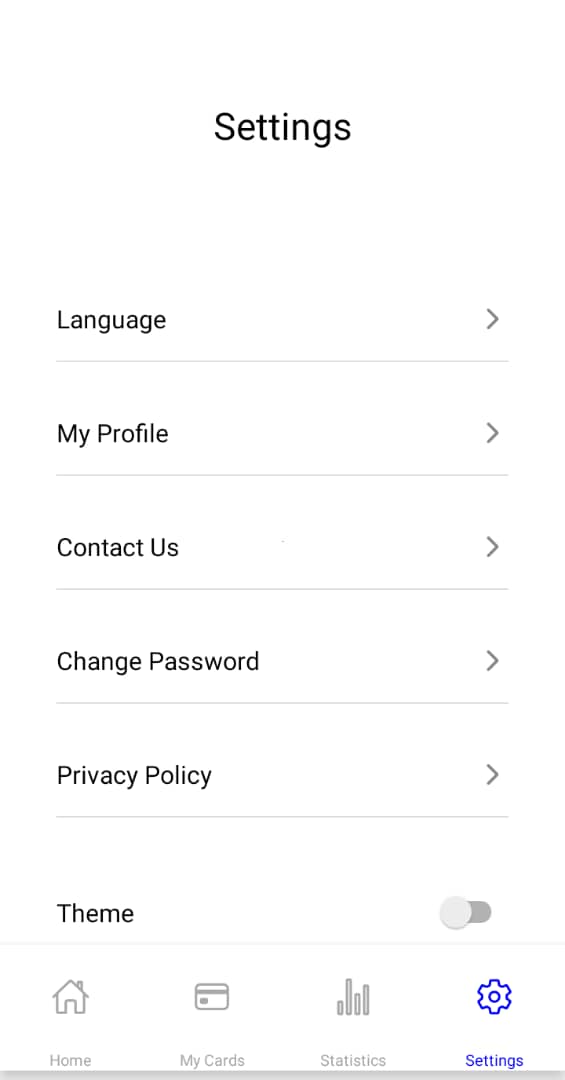 Settings
Language
My Profile
Contact Us
Change Password
Privacy Policy
Theme
Home
My Cards
Statistics
Settings